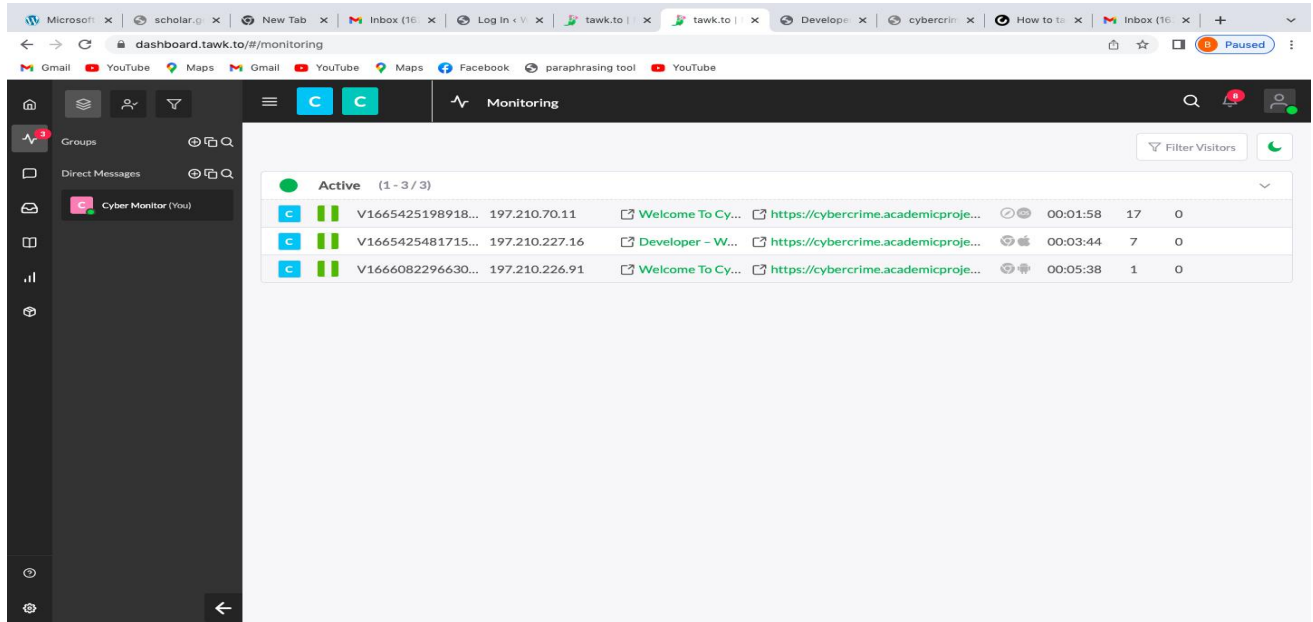 Microsoft scholar.g New Tab Inbox (16. Log In ‹ V tawk.to | tawk.to | Develope cybercrim How to ta Inbox (16.
dashboard.tawk.to/#/monitoring B Paused
Gmail YouTube Maps Gmail YouTube Maps Facebook paraphrasing tool YouTube
C C Monitoring 8
3 Groups
Filter Visitors
Direct Messages
Active (1 - 3 / 3)
C Cyber Monitor (You)
C V1665425198918... 197.210.70.11 Welcome To Cy... https://cybercrime.academicproje... 00:01:58 17 0
C V1665425481715... 197.210.227.16 Developer – W... https://cybercrime.academicproje... 00:03:44 7 0
C V1666082296630... 197.210.226.91 Welcome To Cy... https://cybercrime.academicproje... 00:05:38 1 0